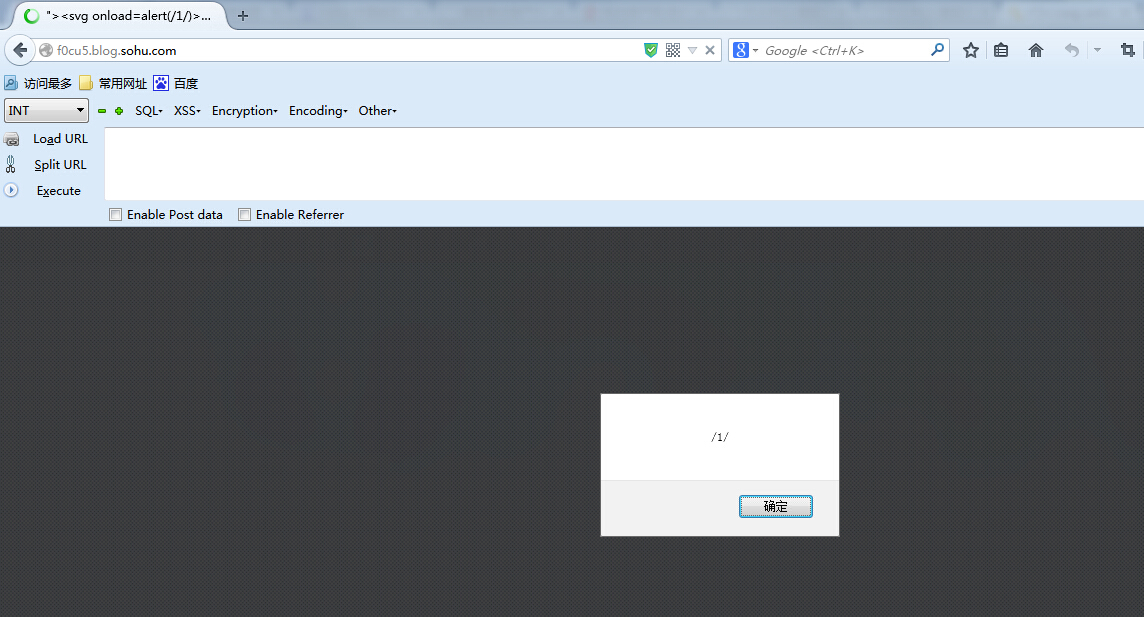 "><svg onload=alert(/1/)>...
f0cu5.blog.sohu.com
Google <Ctrl+K>
访问最多 常用网址 百度
INT SQL XSS Encryption Encoding Other
Load URL
Split URL
Execute
Enable Post data Enable Referrer
/1/
确定